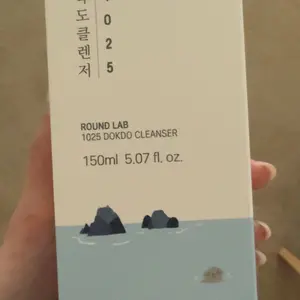 도클렌저
1025
ROUND LAB
1025 DOKDO CLEANSER
150ml 5.07 fl. oz.